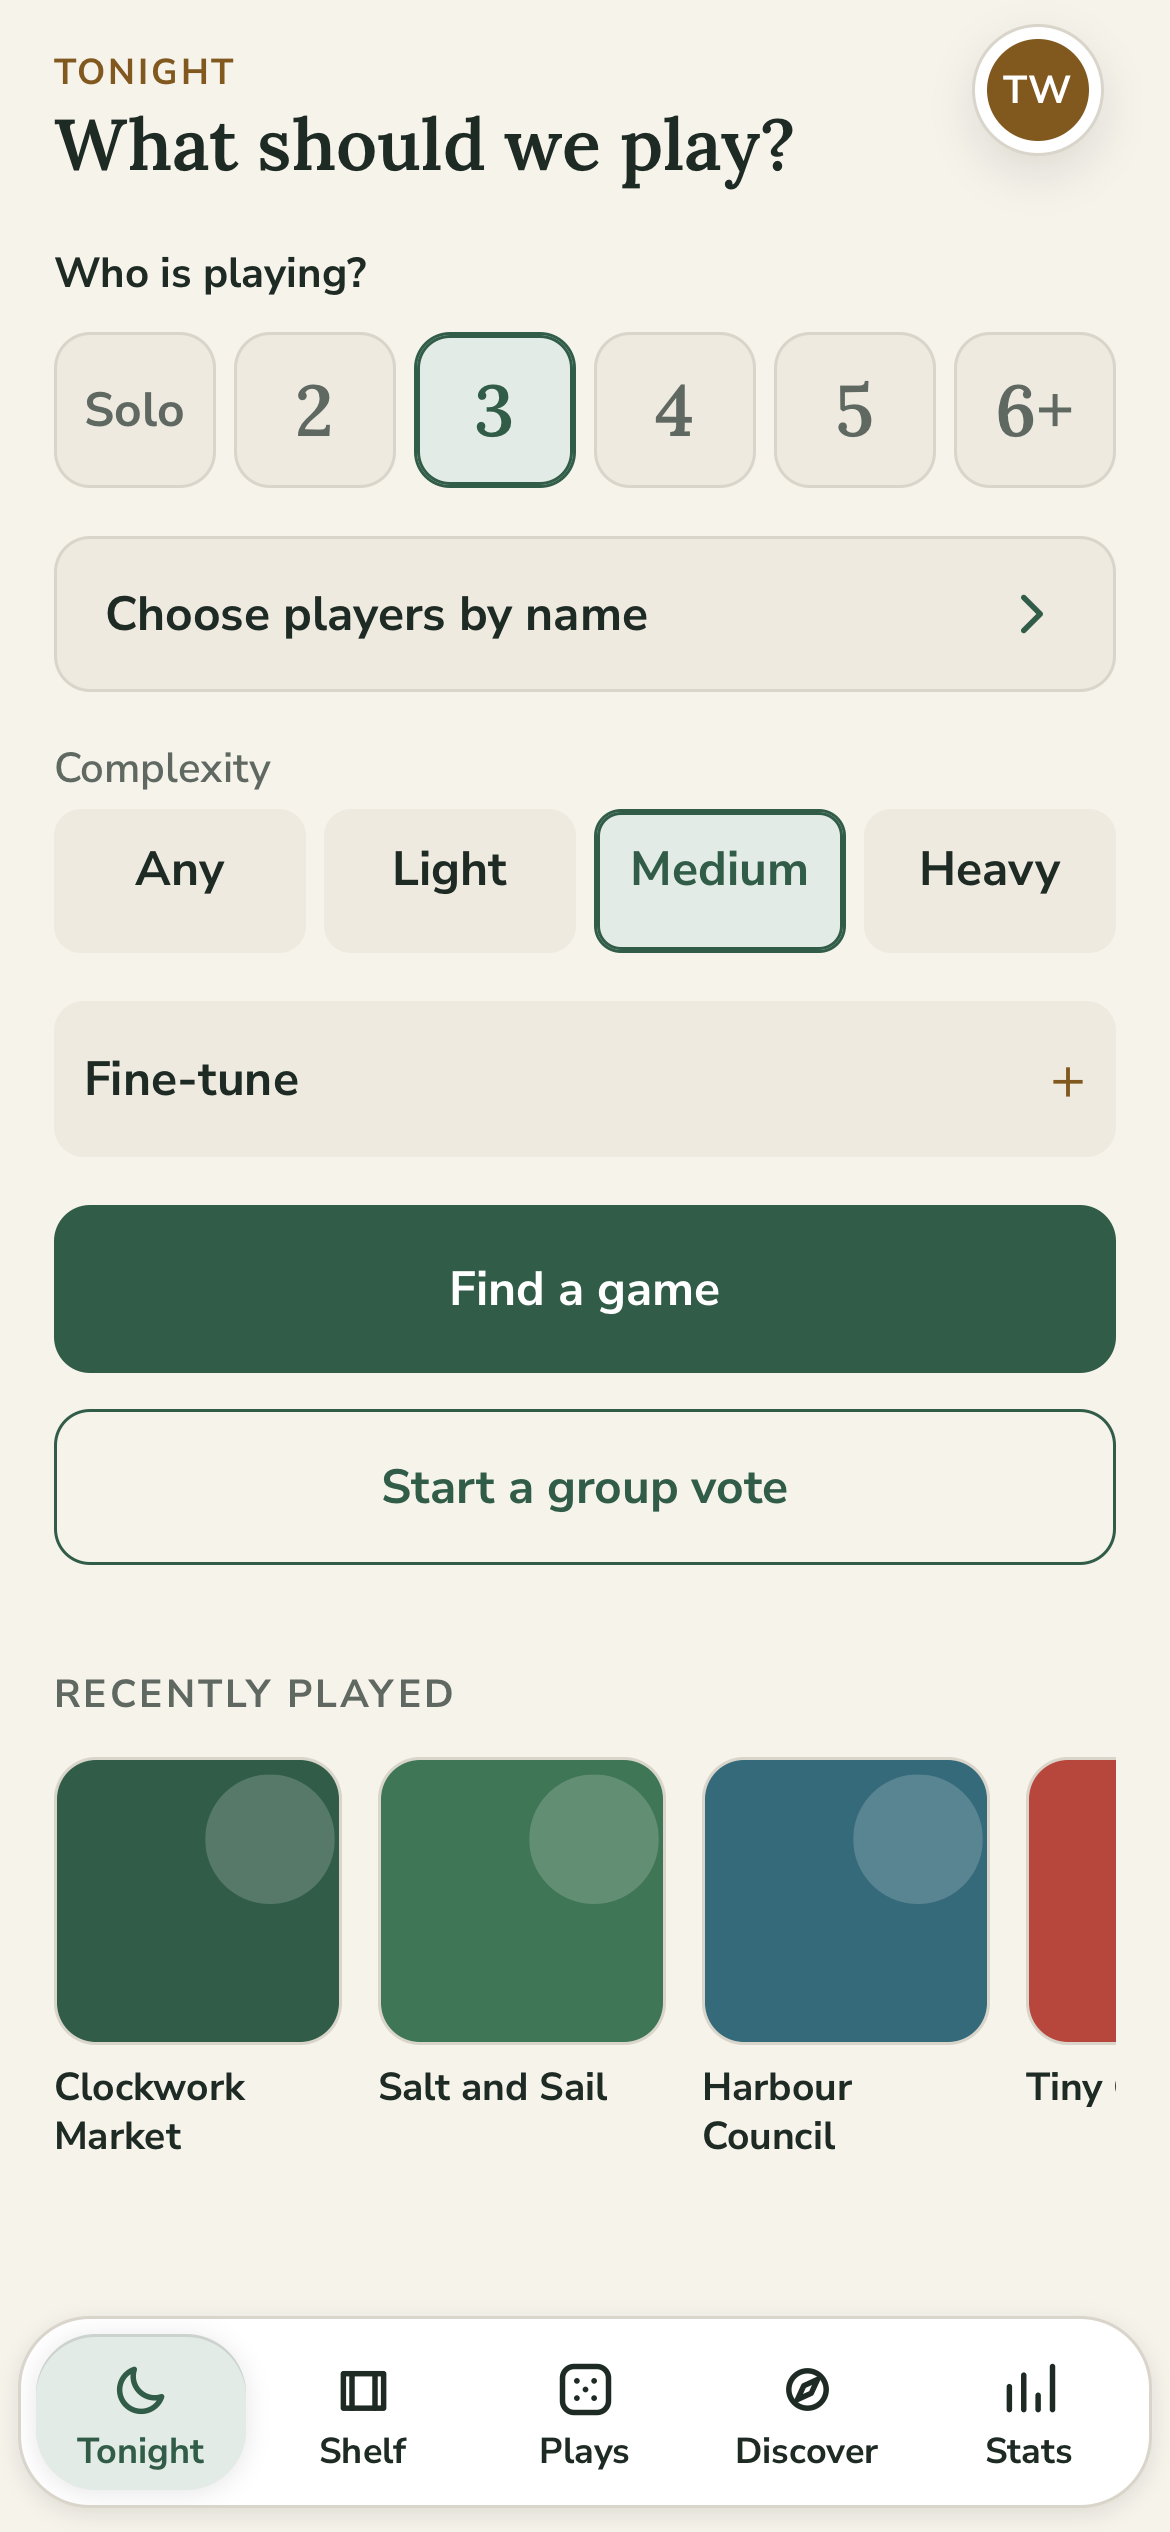 TONIGHT
TW
What should we play?
Who is playing?
Solo
2
3
4
5
6+
Choose players by name
Complexity
Any
Light
Medium
Heavy
Fine-tune
+
Find a game
Start a group vote
RECENTLY PLAYED
Clockwork
Market
Salt and Sail
Harbour
Council
Tiny
Tonight
Shelf
Plays
Discover
Stats